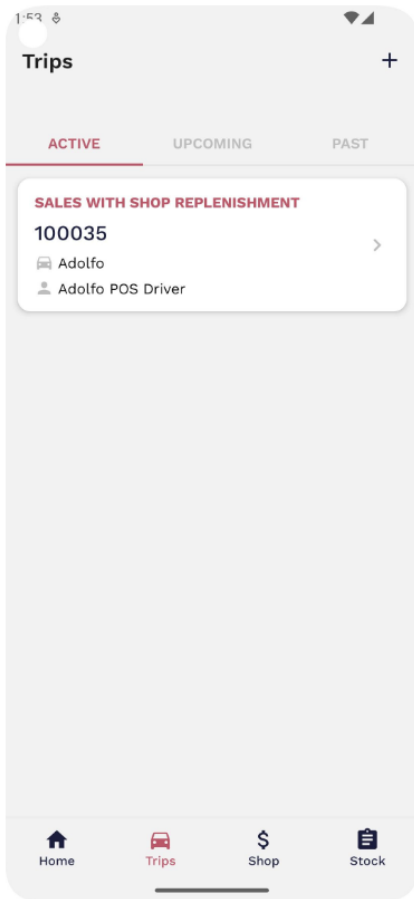 1:53
Trips
+
ACTIVE UPCOMING PAST
SALES WITH SHOP REPLENISHMENT
100035
Adolfo
Adolfo POS Driver
Home Trips Shop Stock